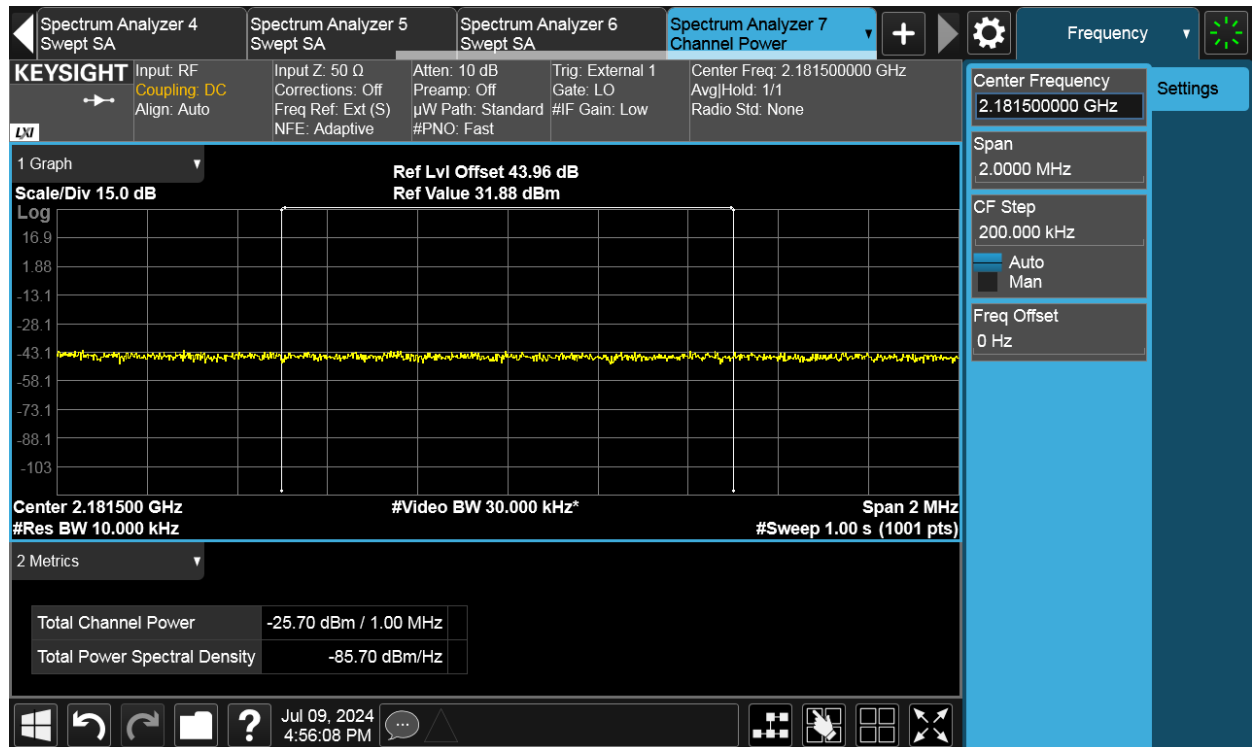 Spectrum Analyzer 4
Swept SA
Spectrum Analyzer 5
Swept SA
Spectrum Analyzer 6
Swept SA
Spectrum Analyzer 7
Channel Power
+
Frequency
KEYSIGHT
LXI
Input: RF
Coupling: DC
Align: Auto
Input Z: 50 Ω
Corrections: Off
Freq Ref: Ext (S)
NFE: Adaptive
Atten: 10 dB
Preamp: Off
µW Path: Standard
#PNO: Fast
Trig: External 1
Gate: LO
#IF Gain: Low
Center Freq: 2.181500000 GHz
Avg|Hold: 1/1
Radio Std: None
Center Frequency
2.181500000 GHz
Settings
Span
2.0000 MHz
CF Step
200.000 kHz
Auto
Man
Freq Offset
0 Hz
1 Graph
Scale/Div 15.0 dB
Ref Lvl Offset 43.96 dB
Ref Value 31.88 dBm
Log
16.9
1.88
-13.1
-28.1
-43.1
-58.1
-73.1
-88.1
-103
Center 2.181500 GHz
#Res BW 10.000 kHz
#Video BW 30.000 kHz*
Span 2 MHz
#Sweep 1.00 s (1001 pts)
2 Metrics
Total Channel Power -25.70 dBm / 1.00 MHz
Total Power Spectral Density -85.70 dBm/Hz
?
Jul 09, 2024
4:56:08 PM